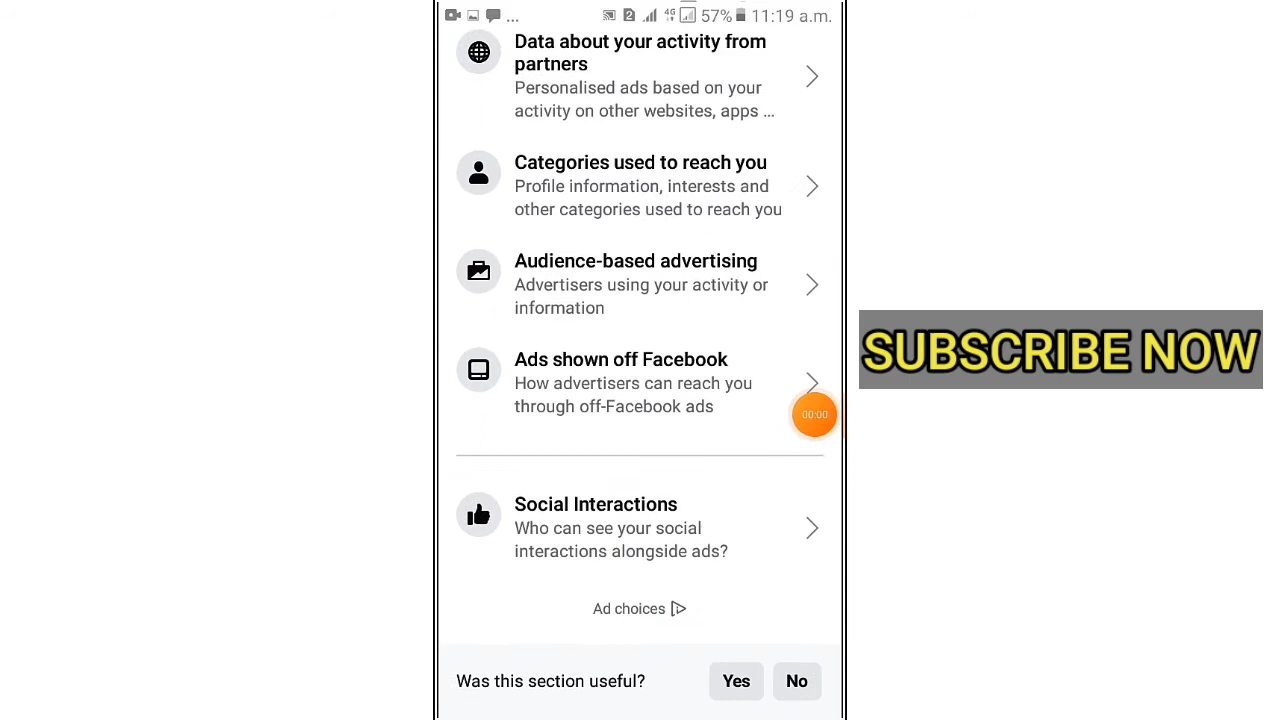 ... 2 4G 57% 11:19 a.m.
Data about your activity from
partners
Personalised ads based on your
activity on other websites, apps ...
Categories used to reach you
Profile information, interests and
other categories used to reach you
Audience-based advertising
Advertisers using your activity or
information
Ads shown off Facebook
How advertisers can reach you
through off-Facebook ads
00:00
SUBSCRIBE NOW
Social Interactions
Who can see your social
interactions alongside ads?
Ad choices
Was this section useful? Yes No